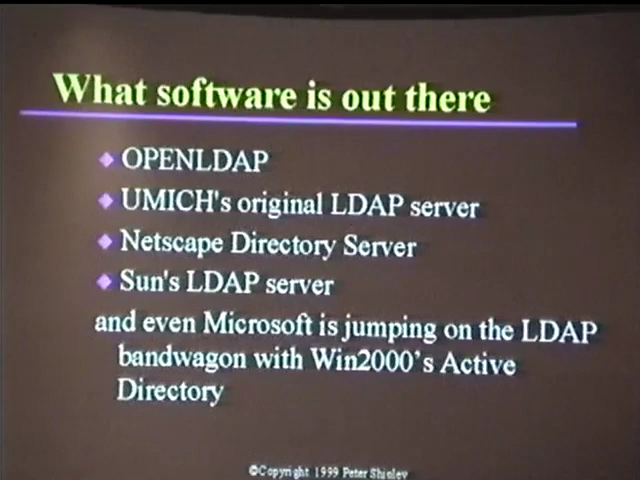 What software is out there
OPENLDAP
UMICH's original LDAP server
Netscape Directory Server
Sun's LDAP server
and even Microsoft is jumping on the LDAP
bandwagon with Win2000's Active
Directory
©Copyright 1999 Peter Shipley